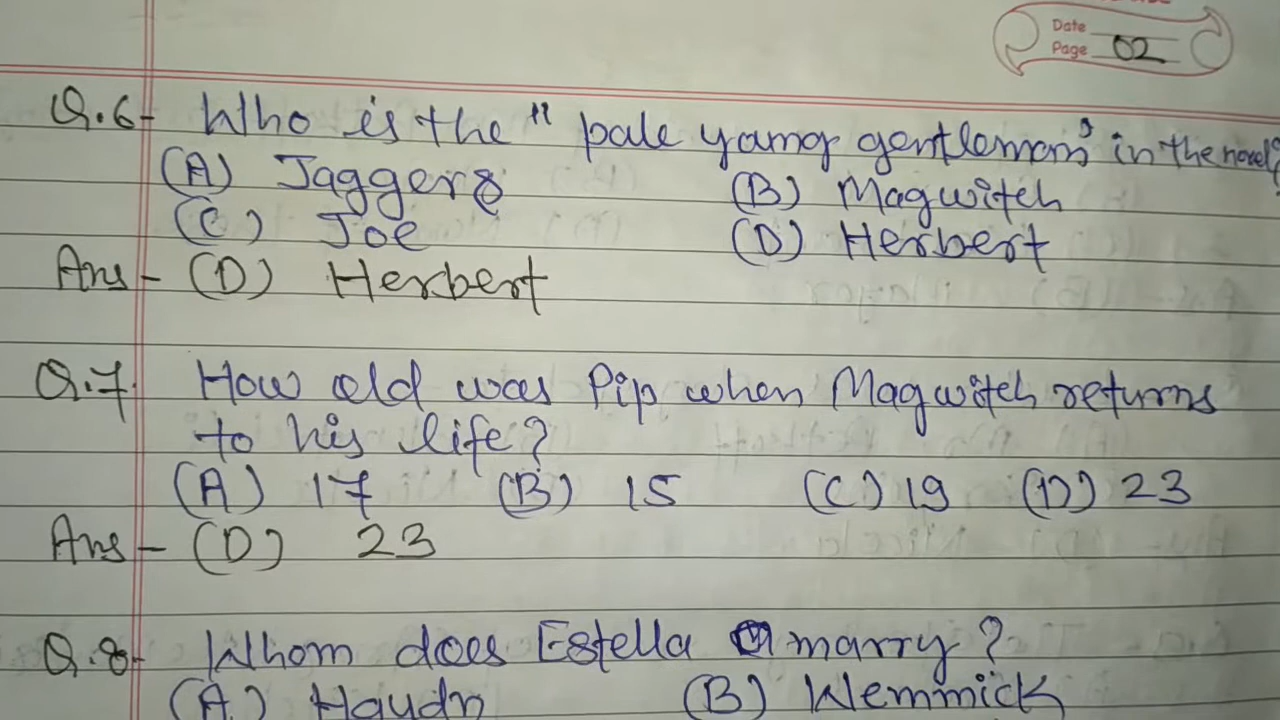 Date
Page 02
Q.6- Who is the " pale young gentleman" in the novel?
(A) Jaggers (B) Magwitch
(C) Joe (D) Herbert
Ans - (D) Herbert
Q.7. How old was Pip when Magwitch returns
to his life?
(A) 17 (B) 15 (C) 19 (D) 23
Ans - (D) 23
Q.8- Whom does Estella marry?
(A) Haydn (B) Wemmick